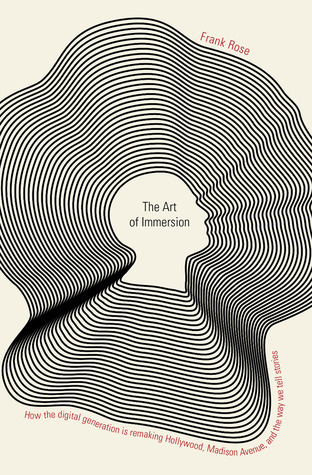 Frank Rose
The Art
of Immersion
How the digital generation is remaking Hollywood, Madison Avenue, and the way we tell stories